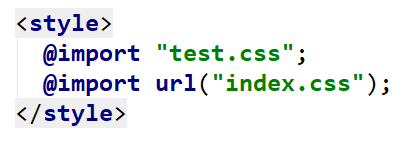 <style>
  @import "test.css";
  @import url("index.css");
</style>